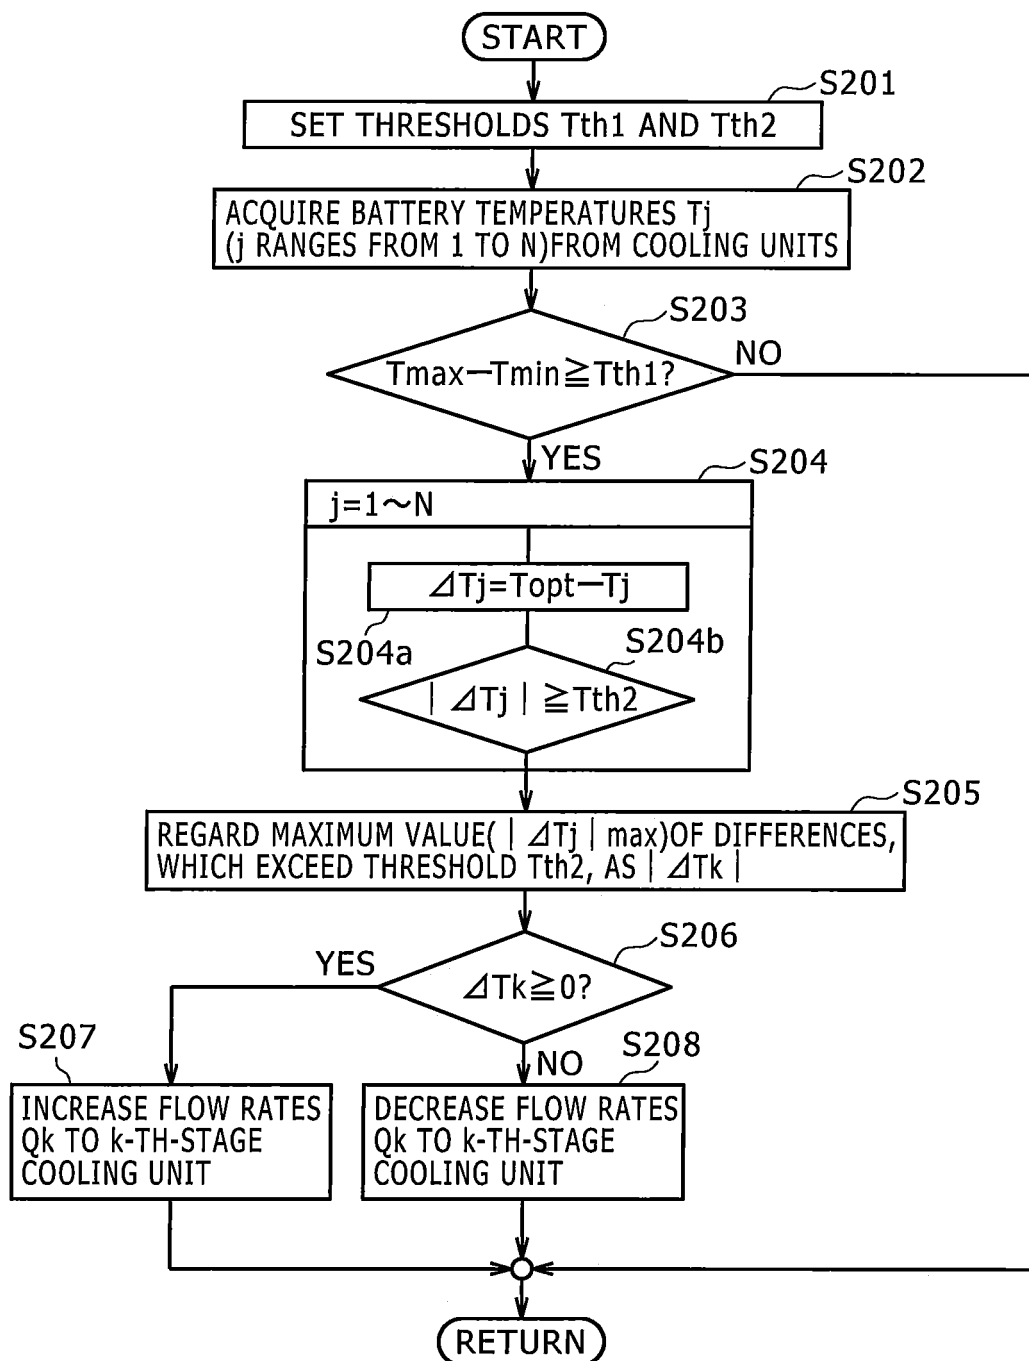 START
S201
SET THRESHOLDS Tth1 AND Tth2
S202
ACQUIRE BATTERY TEMPERATURES Tj
(j RANGES FROM 1 TO N)FROM COOLING UNITS
S203
Tmax—Tmin≧Tth1?
NO
YES
S204
j=1～N
⊿Tj=Topt—Tj
S204a
S204b
| ⊿Tj | ≧Tth2
S205
REGARD MAXIMUM VALUE( | ⊿Tj | max)OF DIFFERENCES,
WHICH EXCEED THRESHOLD Tth2, AS | ⊿Tk |
S206
YES
⊿Tk≧0?
S207
NO
S208
INCREASE FLOW RATES
Qk TO k-TH-STAGE
COOLING UNIT
DECREASE FLOW RATES
Qk TO k-TH-STAGE
COOLING UNIT
RETURN